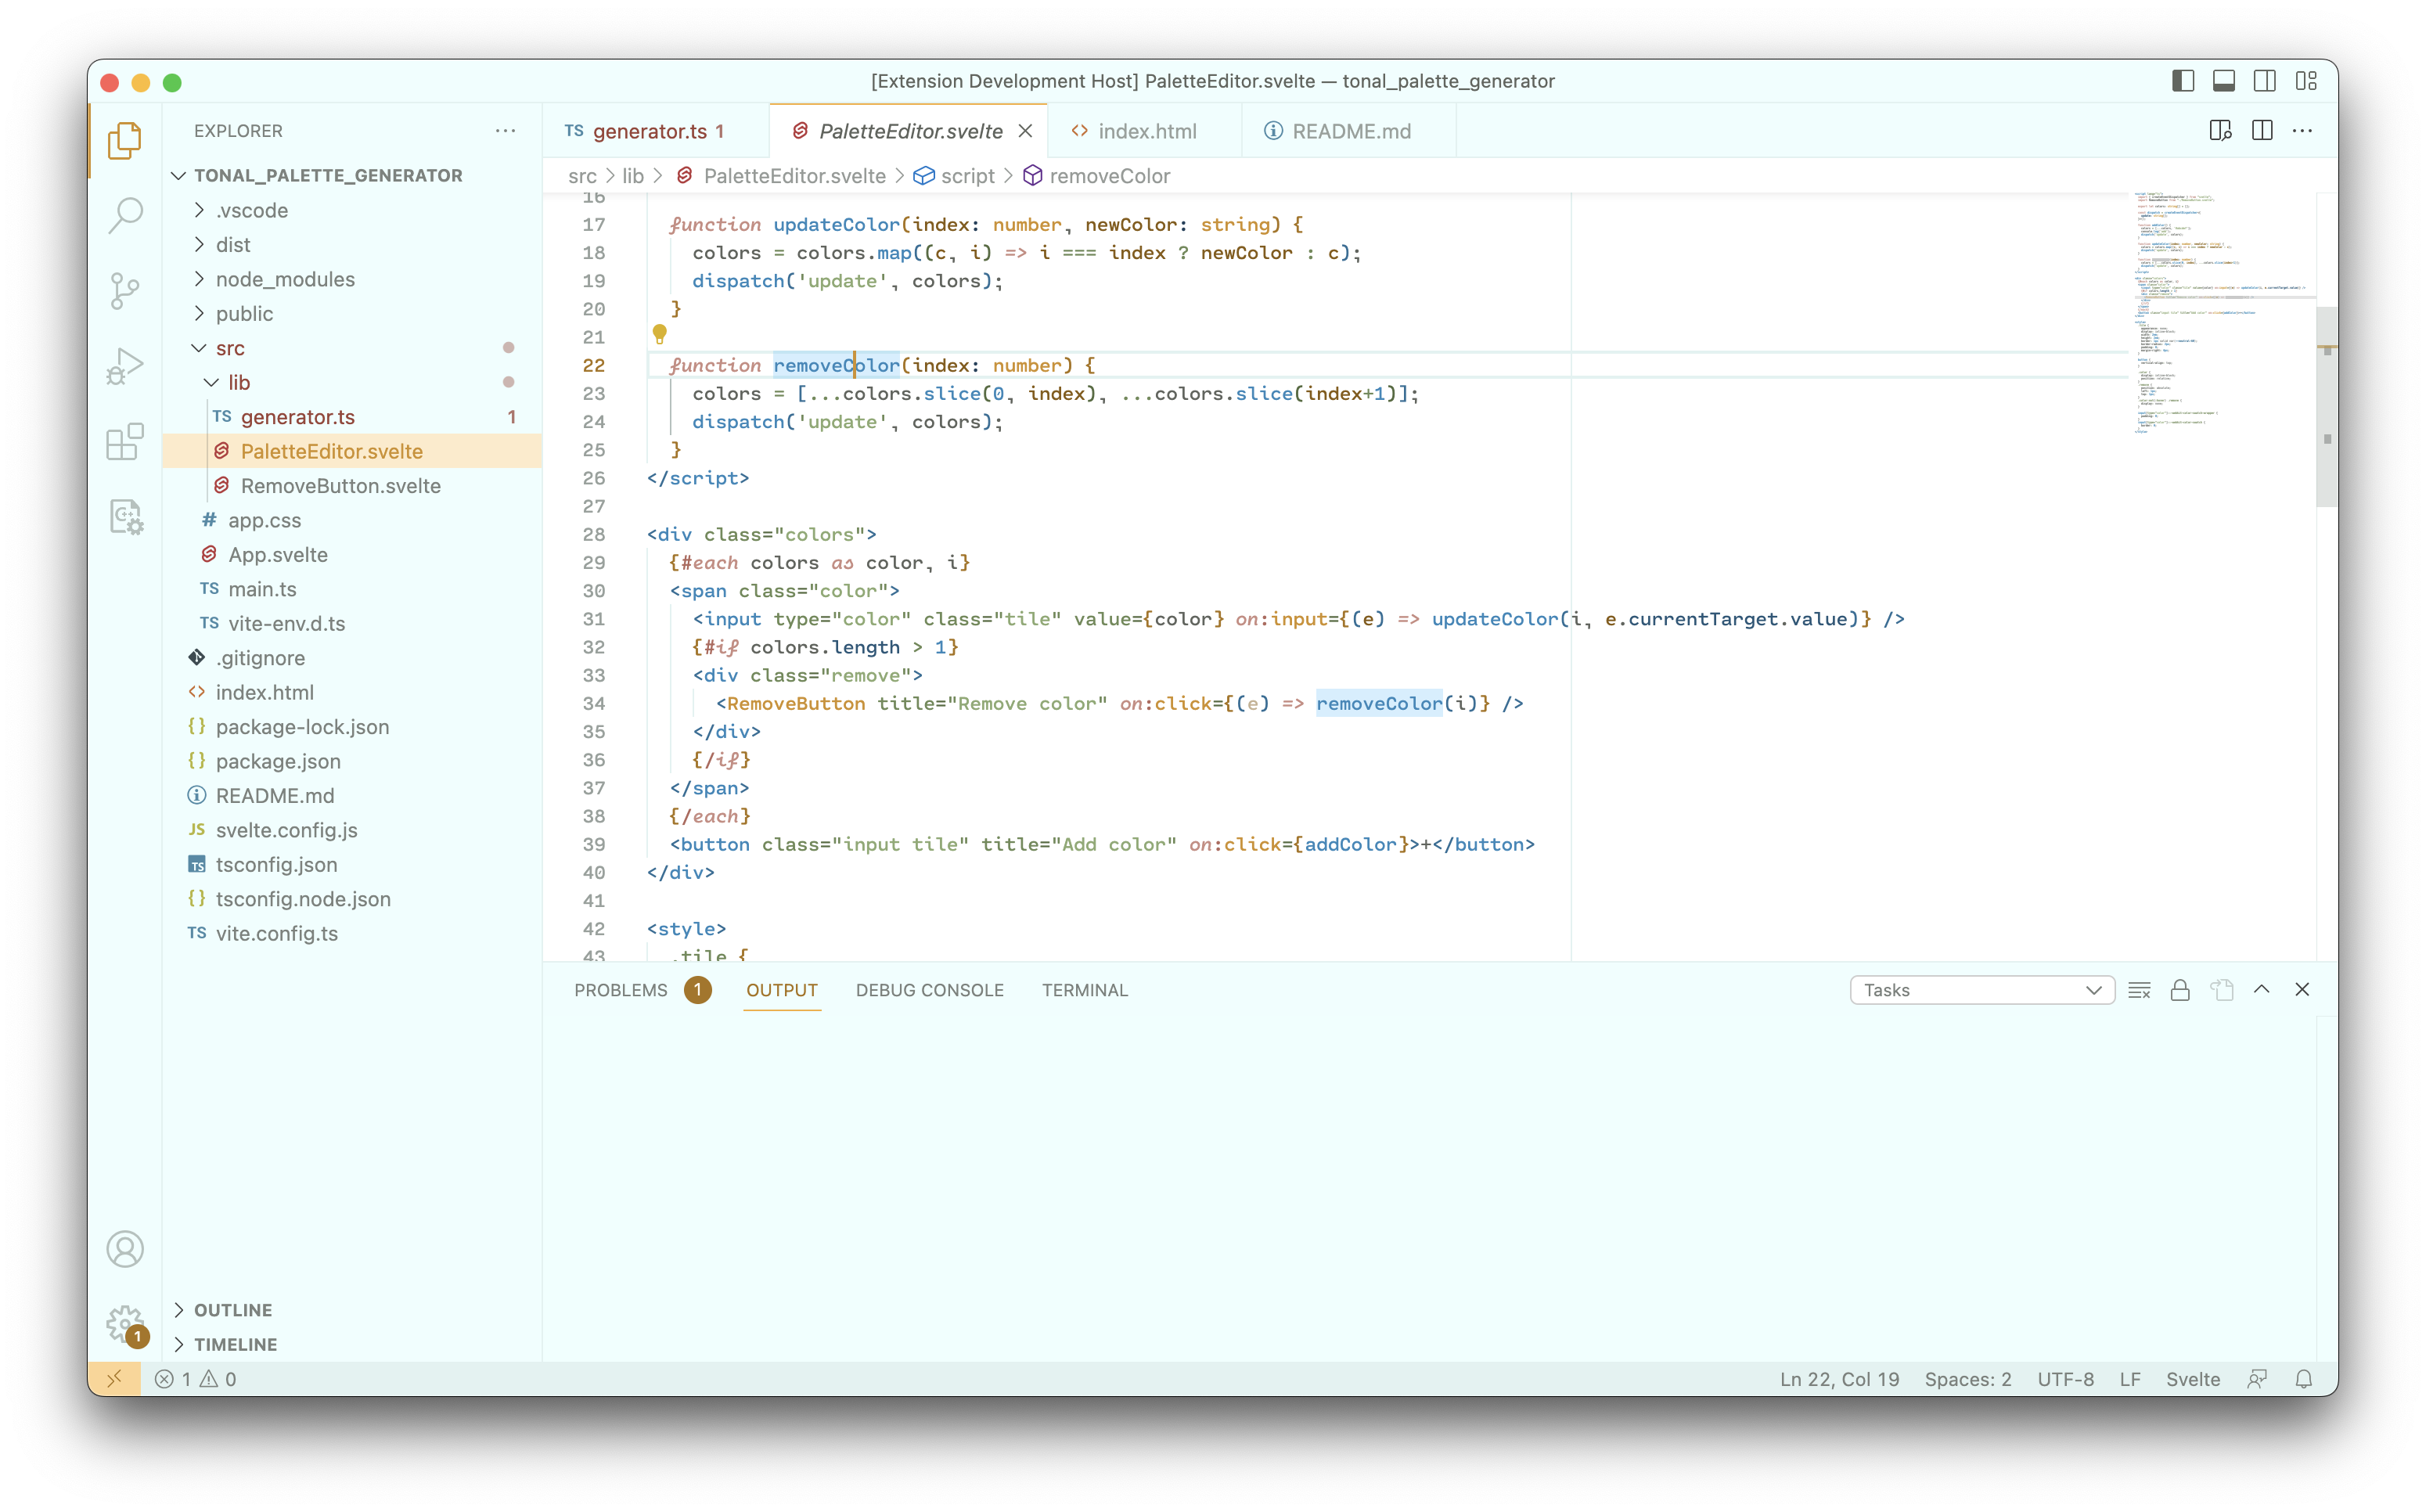 [Extension Development Host] PaletteEditor.svelte — tonal_palette_generator
EXPLORER
TONAL_PALETTE_GENERATOR
.vscode
dist
node_modules
public
src
lib
TS generator.ts 1
PaletteEditor.svelte
RemoveButton.svelte
# app.css
App.svelte
TS main.ts
TS vite-env.d.ts
.gitignore
<> index.html
{} package-lock.json
{} package.json
README.md
JS svelte.config.js
TS tsconfig.json
{} tsconfig.node.json
TS vite.config.ts
OUTLINE
TIMELINE
1
TS generator.ts 1
PaletteEditor.svelte
<> index.html
README.md
src > lib > PaletteEditor.svelte > script > removeColor
16
17 function updateColor(index: number, newColor: string) {
18 colors = colors.map((c, i) => i === index ? newColor : c);
19 dispatch('update', colors);
20 }
21
22 function removeColor(index: number) {
23 colors = [...colors.slice(0, index), ...colors.slice(index+1)];
24 dispatch('update', colors);
25 }
26 </script>
27
28 <div class="colors">
29 {#each colors as color, i}
30 <span class="color">
31 <input type="color" class="tile" value={color} on:input={(e) => updateColor(i, e.currentTarget.value)} />
32 {#if colors.length > 1}
33 <div class="remove">
34 <RemoveButton title="Remove color" on:click={(e) => removeColor(i)} />
35 </div>
36 {/if}
37 </span>
38 {/each}
39 <button class="input tile" title="Add color" on:click={addColor}>+</button>
40 </div>
41
42 <style>
43 .tile {
PROBLEMS 1 OUTPUT DEBUG CONSOLE TERMINAL
Tasks
1 0
Ln 22, Col 19 Spaces: 2 UTF-8 LF Svelte